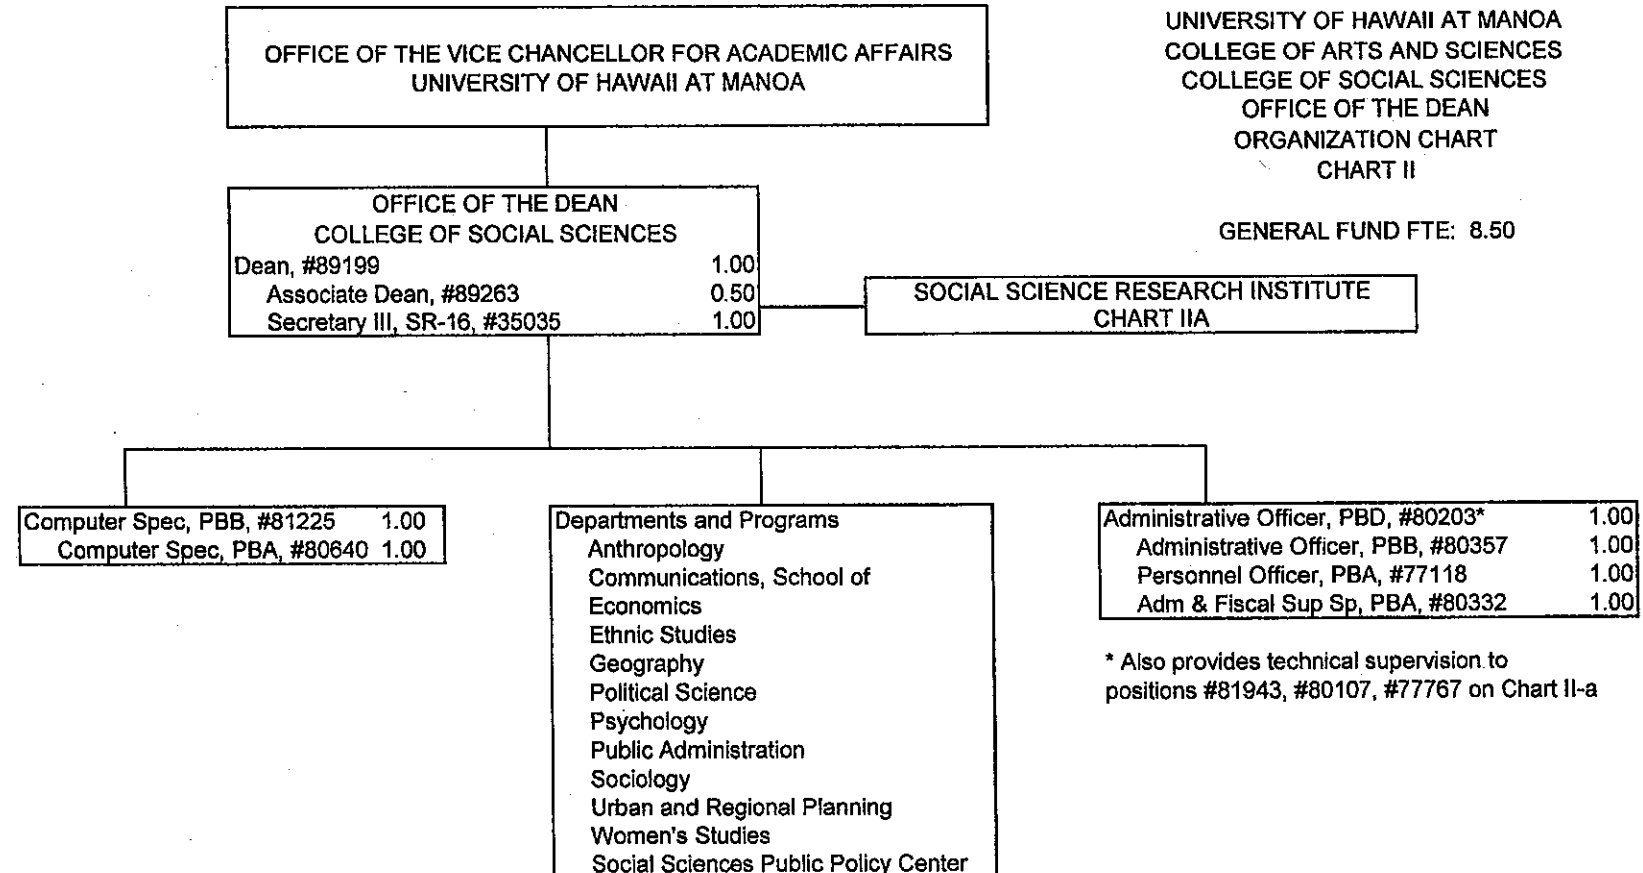 OFFICE OF THE VICE CHANCELLOR FOR ACADEMIC AFFAIRS
UNIVERSITY OF HAWAII AT MANOA
UNIVERSITY OF HAWAII AT MANOA
COLLEGE OF ARTS AND SCIENCES
COLLEGE OF SOCIAL SCIENCES
OFFICE OF THE DEAN
ORGANIZATION CHART
CHART II
GENERAL FUND FTE: 8.50
OFFICE OF THE DEAN
COLLEGE OF SOCIAL SCIENCES
Dean, #89199 1.00
Associate Dean, #89263 0.50
Secretary III, SR-16, #35035 1.00
SOCIAL SCIENCE RESEARCH INSTITUTE
CHART IIA
Computer Spec, PBB, #81225 1.00
Computer Spec, PBA, #80640 1.00
Departments and Programs
Anthropology
Communications, School of
Economics
Ethnic Studies
Geography
Political Science
Psychology
Public Administration
Sociology
Urban and Regional Planning
Women's Studies
Social Sciences Public Policy Center
Administrative Officer, PBD, #80203* 1.00
Administrative Officer, PBB, #80357 1.00
Personnel Officer, PBA, #77118 1.00
Adm & Fiscal Sup Sp, PBA, #80332 1.00
* Also provides technical supervision to
positions #81943, #80107, #77767 on Chart II-a